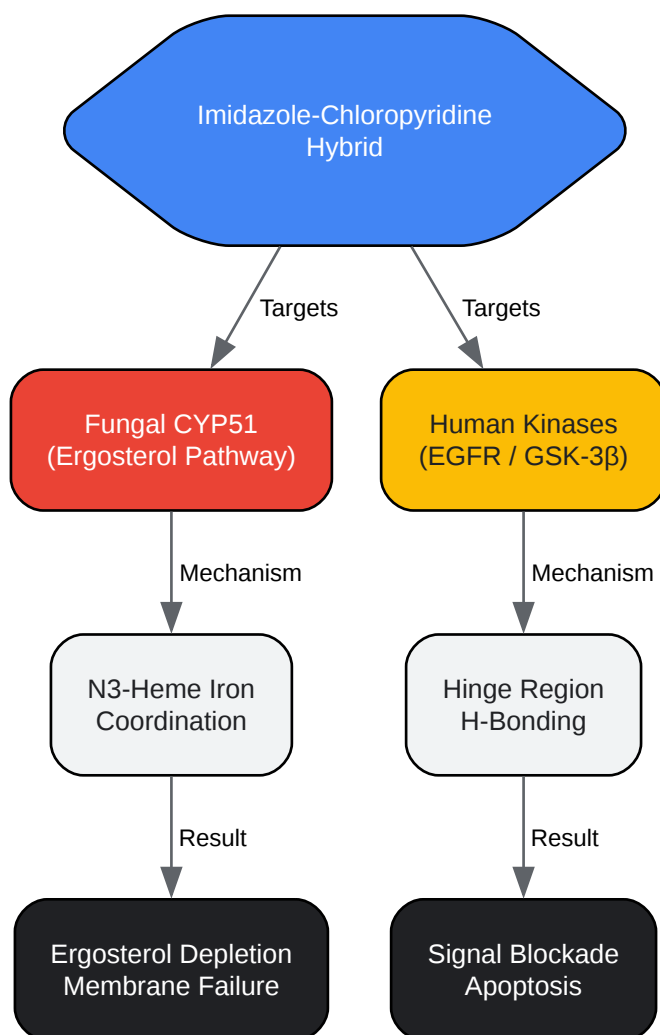 Imidazole-Chloropyridine
Hybrid
Targets
Targets
Fungal CYP51
(Ergosterol Pathway)
Human Kinases
(EGFR / GSK-3β)
Mechanism
Mechanism
N3-Heme Iron
Coordination
Hinge Region
H-Bonding
Result
Result
Ergosterol Depletion
Membrane Failure
Signal Blockade
Apoptosis